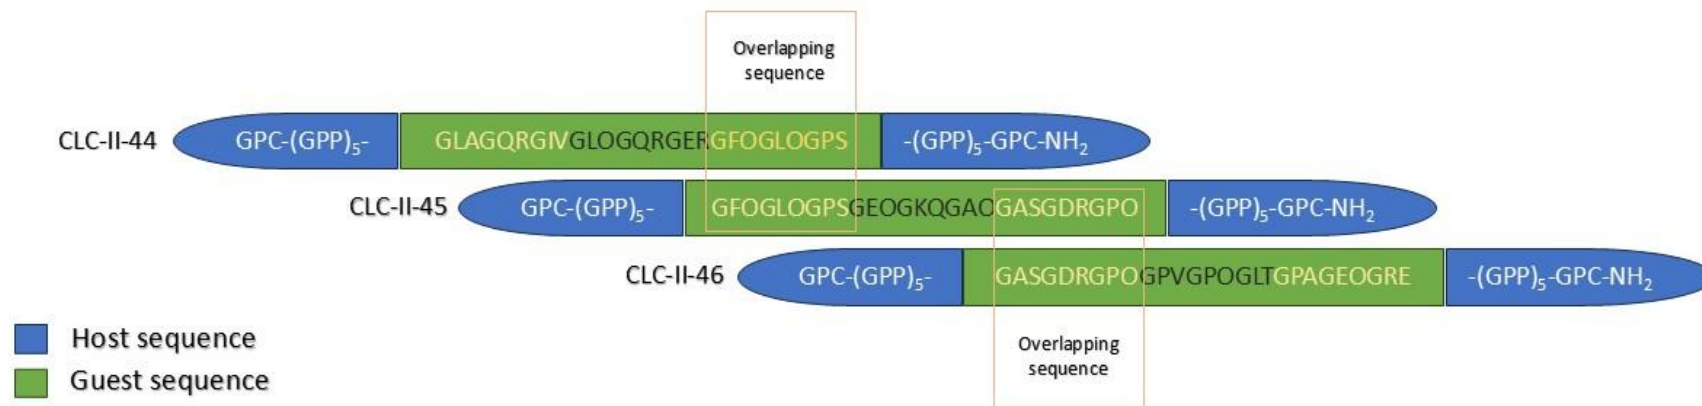 Overlapping
sequence
CLC-II-44 GPC-(GPP)₅- GLAGQRGIVGLOGQRGERGFOGLOGPS -(GPP)₅-GPC-NH₂
CLC-II-45 GPC-(GPP)₅- GFOGLOGPSGEOGKQGAOGASGDRGPO -(GPP)₅-GPC-NH₂
CLC-II-46 GPC-(GPP)₅- GASGDRGPOGPVGPOGLTGPAGEOGRE -(GPP)₅-GPC-NH₂
Host sequence
Guest sequence
Overlapping
sequence